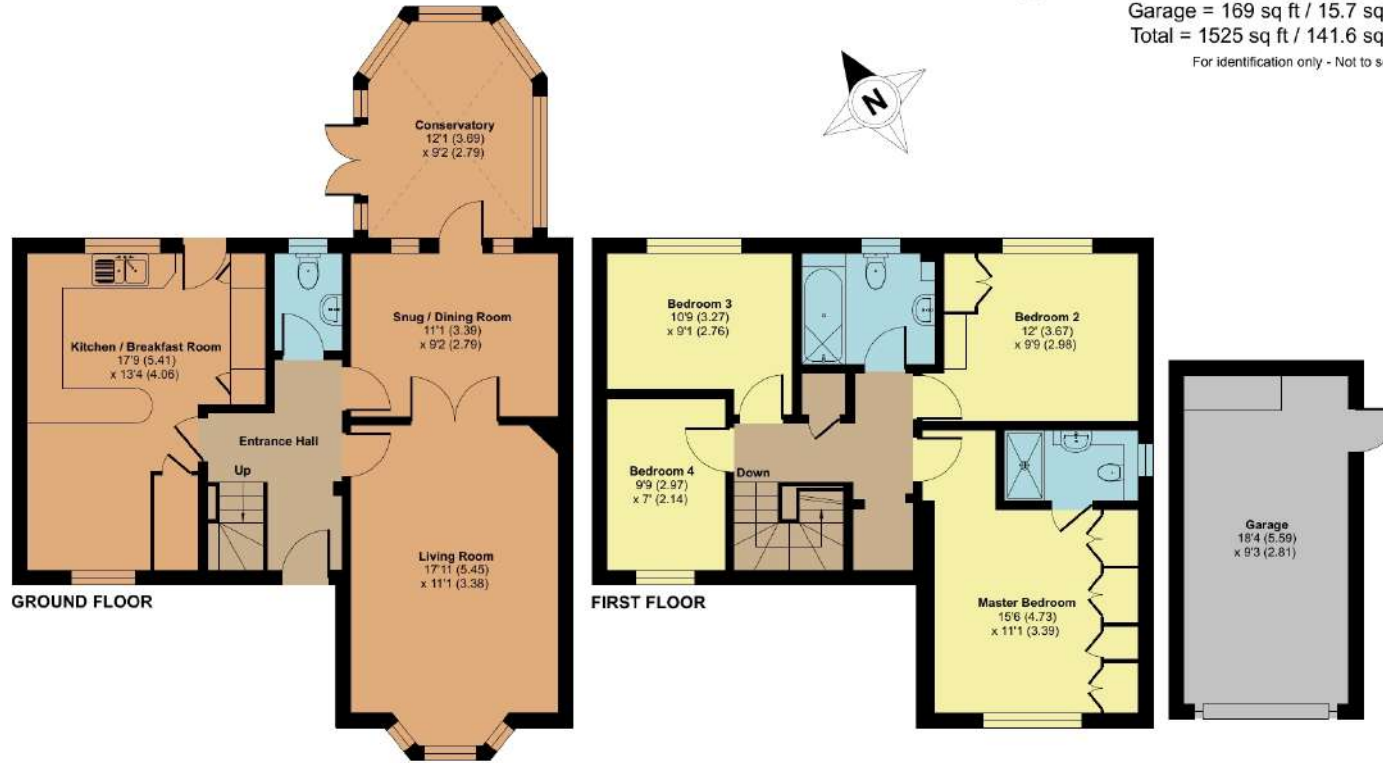 Garage = 169 sq ft / 15.7 sq
Total = 1525 sq ft / 141.6 sq
For identification only - Not to s
N
Conservatory
12'1 (3.69)
x 9'2 (2.79)
Kitchen / Breakfast Room
17'9 (5.41)
x 13'4 (4.06)
Snug / Dining Room
11'1 (3.39)
x 9'2 (2.79)
Entrance Hall
Up
Living Room
17'11 (5.45)
x 11'1 (3.38)
GROUND FLOOR
Bedroom 3
10'9 (3.27)
x 9'1 (2.76)
Bedroom 2
12' (3.67)
x 9'9 (2.98)
Bedroom 4
9'9 (2.97)
x 7' (2.14)
Down
Master Bedroom
15'6 (4.73)
x 11'1 (3.39)
FIRST FLOOR
Garage
18'4 (5.59)
x 9'3 (2.81)